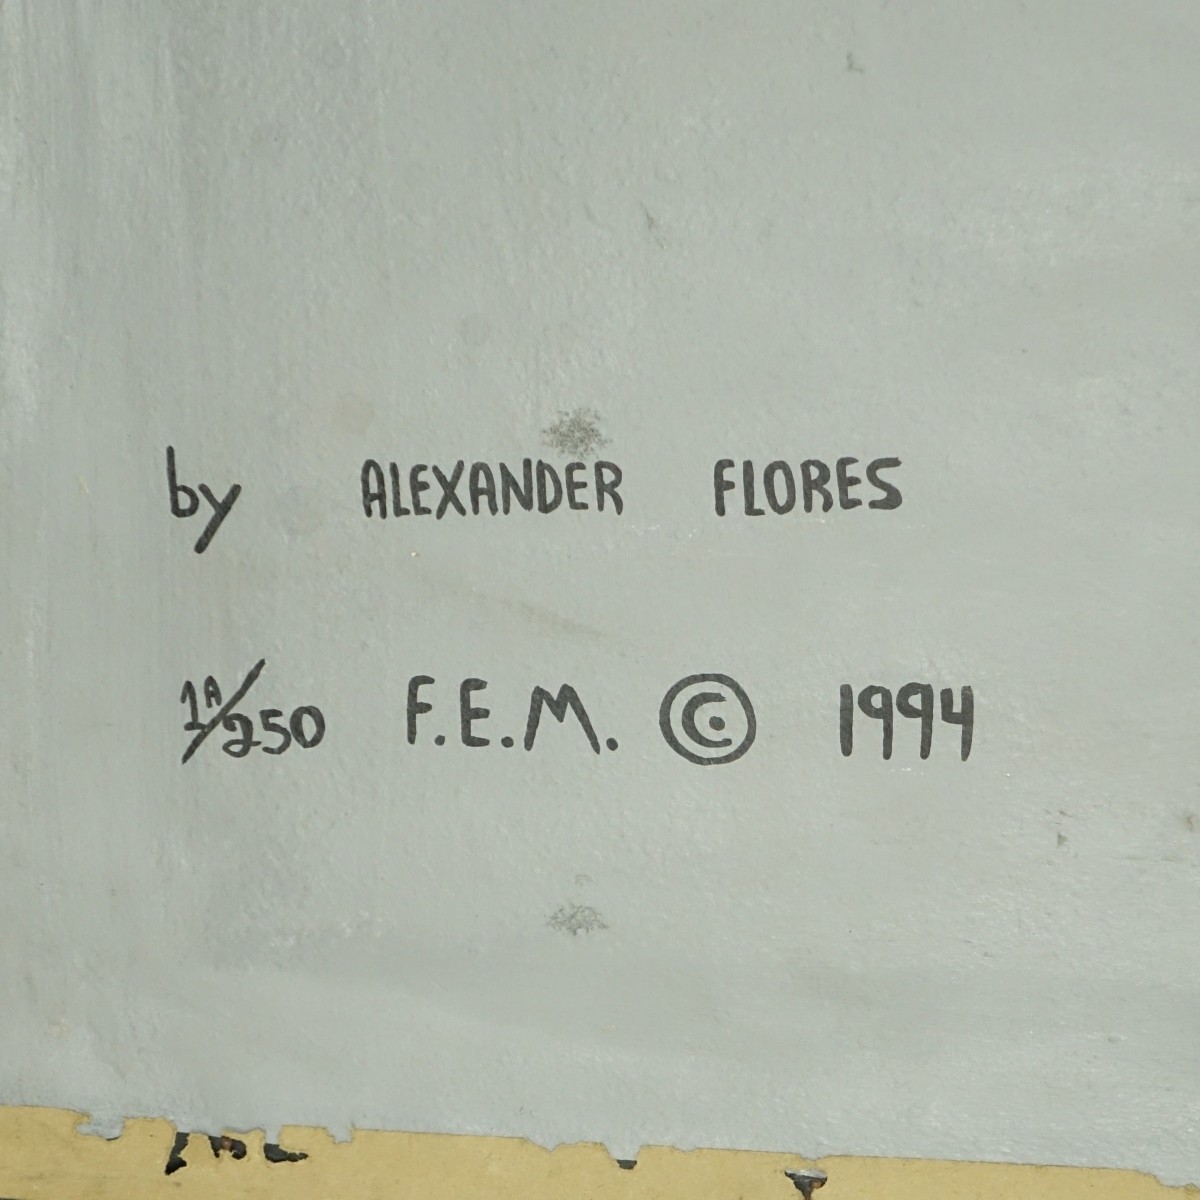 by ALEXANDER FLORES
1A/250 F.E.M. © 1994